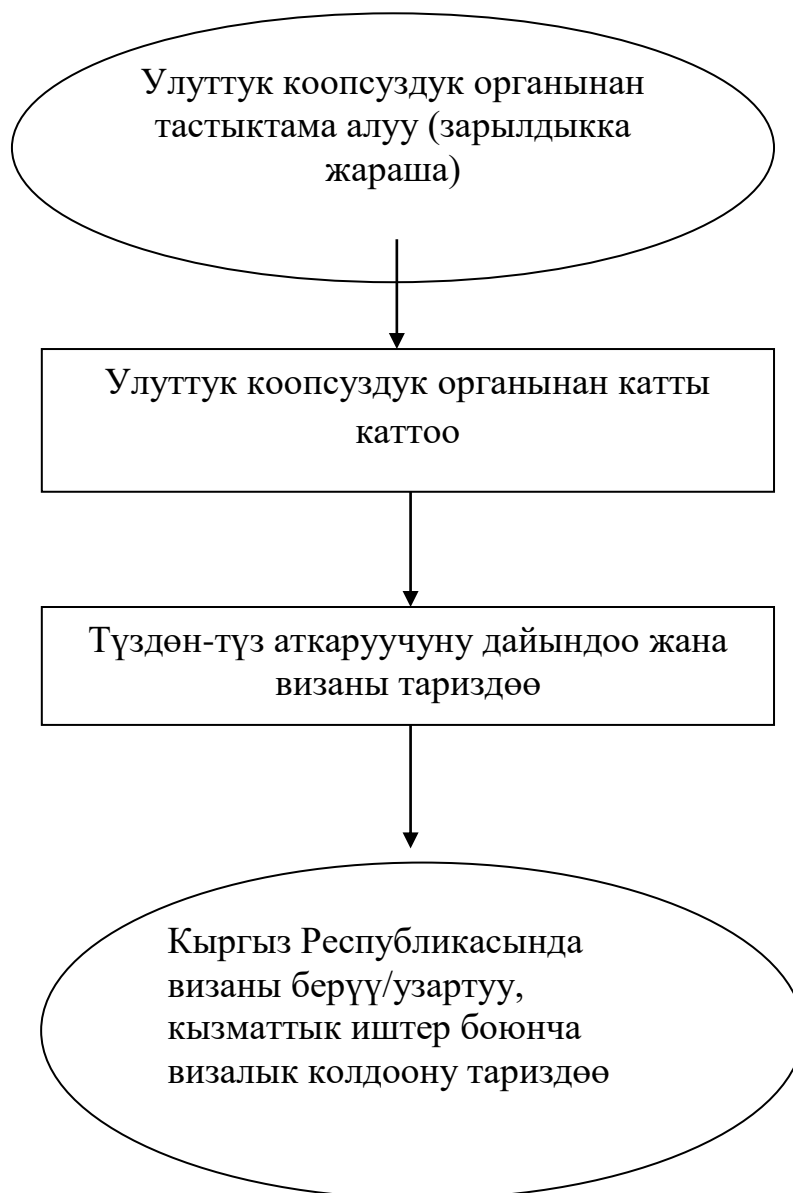 Улуттук коопсуздук органынан
тастыктама алуу (зарылдыкка
жараша)
Улуттук коопсуздук органынан катты
каттоо
Түздөн-түз аткаруучуну дайындоо жана
визаны тариздөө
Кыргыз Республикасында
визаны берүү/узартуу,
кызматтык иштер боюнча
визалык колдоону тариздөө